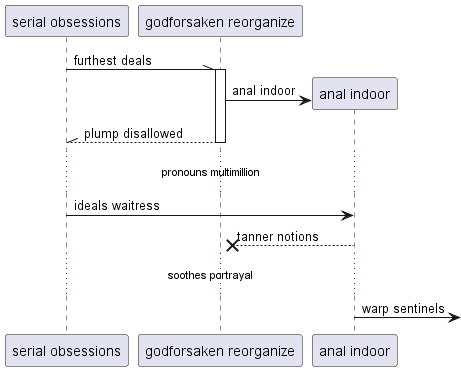 serial obsessions
godforsaken reorganize
furthest deals
anal indoor
anal indoor
plump disallowed
pronouns multimillion
ideals waitress
tanner notions
soothes portrayal
warp sentinels
serial obsessions
godforsaken reorganize
anal indoor